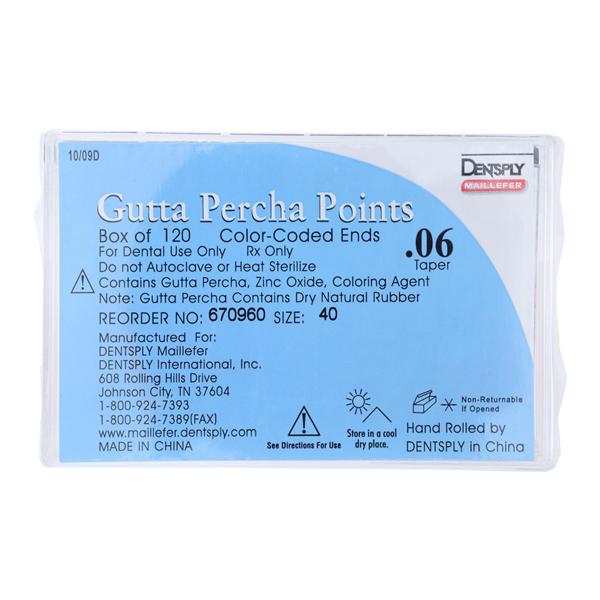 10/09D
DENTSPLY
MAILLEFER
Gutta Percha Points
Box of 120 Color-Coded Ends
For Dental Use Only Rx Only
.06
Taper
Do not Autoclave or Heat Sterilize
Contains Gutta Percha, Zinc Oxide, Coloring Agent
Note: Gutta Percha Contains Dry Natural Rubber
REORDER NO: 670960 SIZE: 40
Manufactured For:
DENTSPLY Maillefer
DENTSPLY International, Inc.
608 Rolling Hills Drive
Johnson City, TN 37604
1-800-924-7393
1-800-924-7389(FAX)
www.maillefer.dentsply.com
MADE IN CHINA
See Directions For Use
Store in a cool
dry place.
Non-Returnable
If Opened
Hand Rolled by
DENTSPLY in China